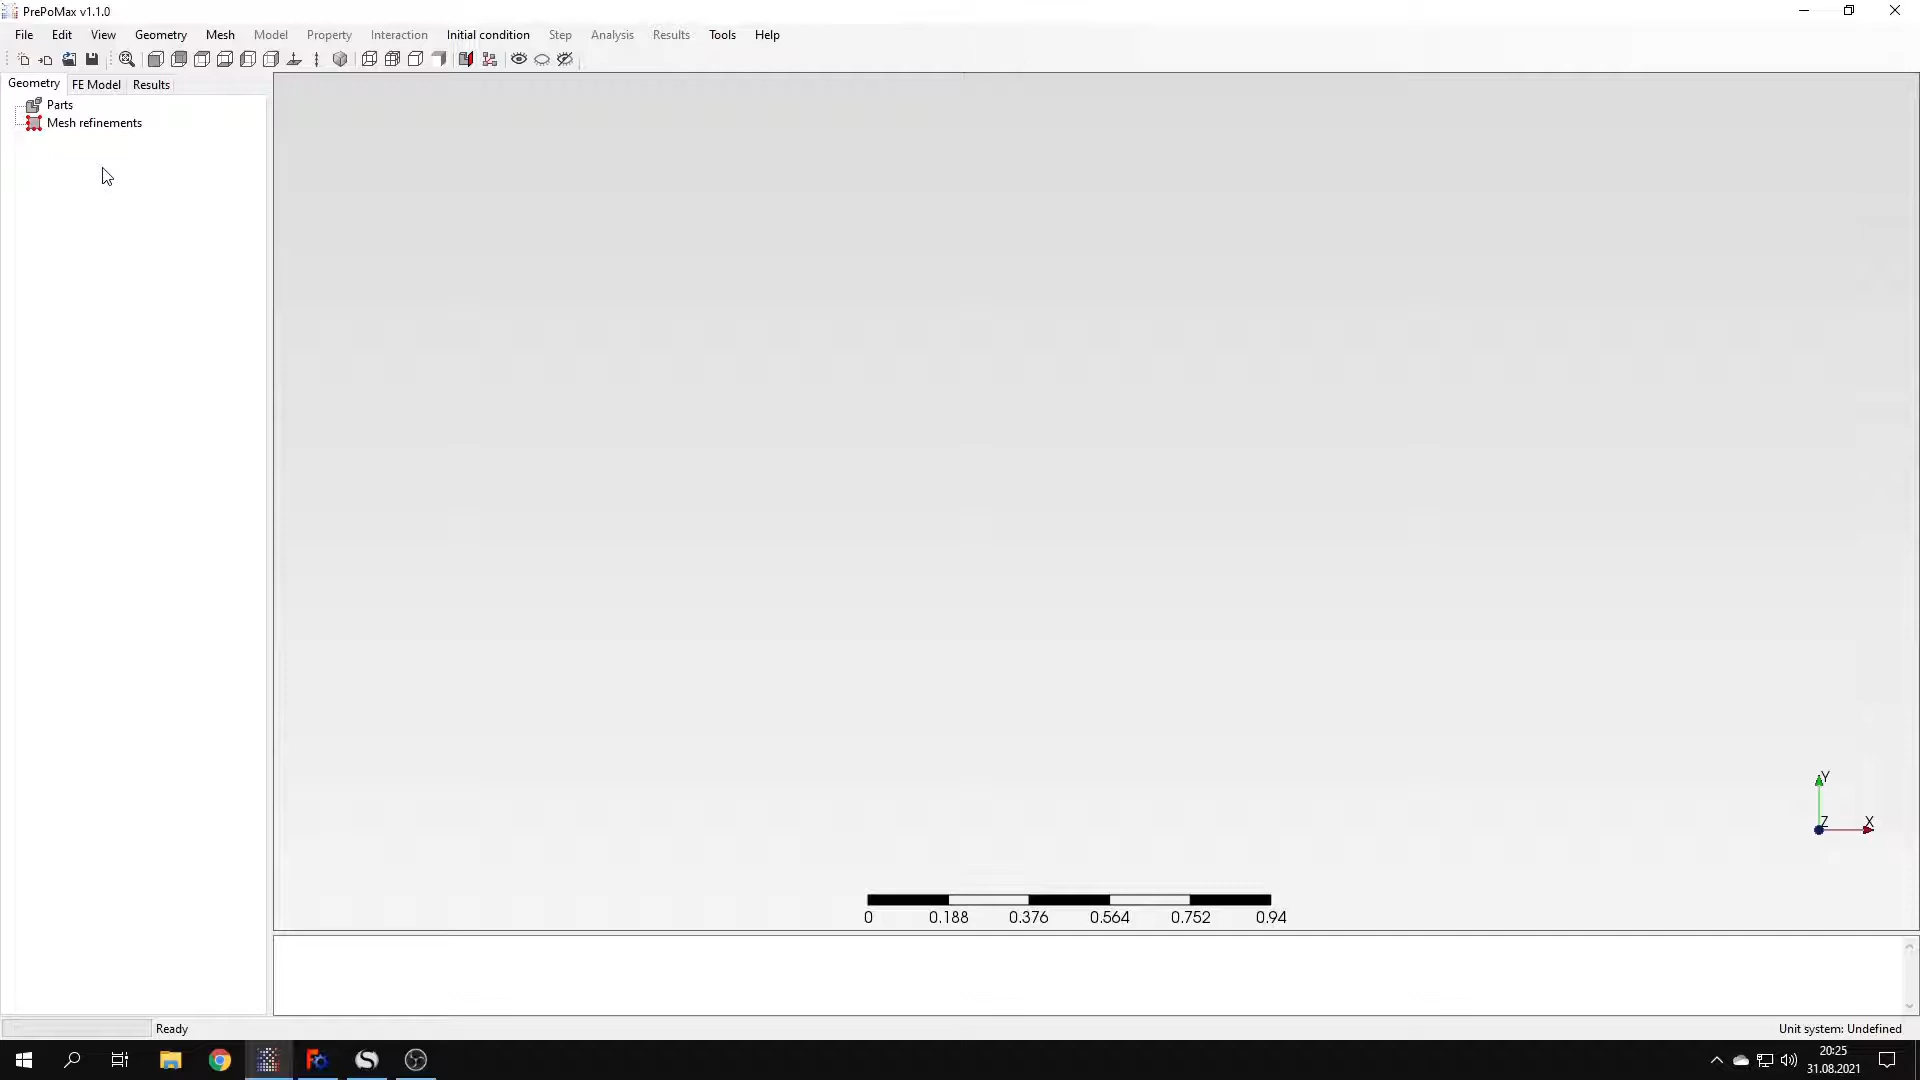 PrePoMax v1.1.0
File Edit View Geometry Mesh Model Property Interaction Initial condition Step Analysis Results Tools Help
Geometry FE Model Results
Parts
Mesh refinements
Y
Z X
0 0.188 0.376 0.564 0.752 0.94
Ready Unit system: Undefined
20:25
31.08.2021